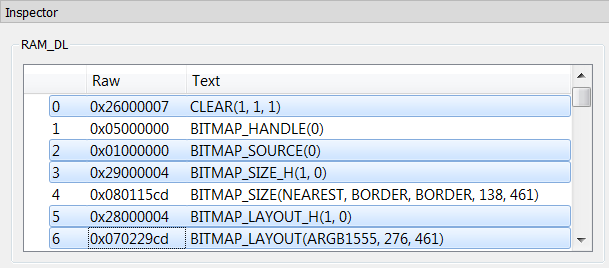 Inspector
RAM_DL
Raw Text
0 0x26000007 CLEAR(1, 1, 1)
1 0x05000000 BITMAP_HANDLE(0)
2 0x01000000 BITMAP_SOURCE(0)
3 0x29000004 BITMAP_SIZE_H(1, 0)
4 0x080115cd BITMAP_SIZE(NEAREST, BORDER, BORDER, 138, 461)
5 0x28000004 BITMAP_LAYOUT_H(1, 0)
6 0x070229cd BITMAP_LAYOUT(ARGB1555, 276, 461)